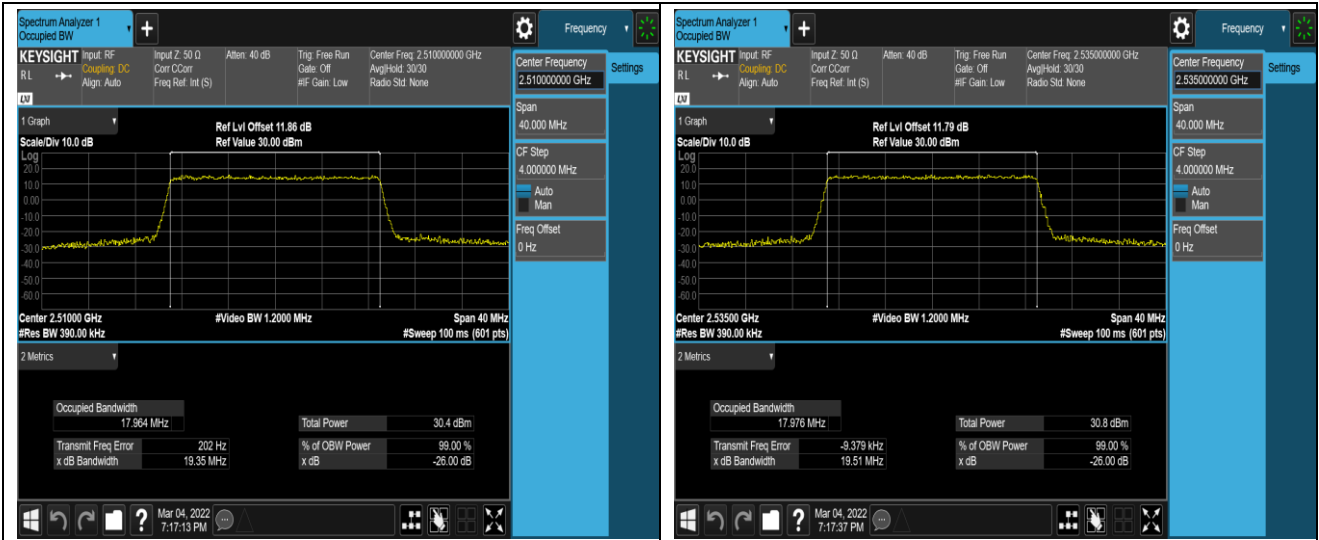 Spectrum Analyzer 1
Occupied BW
+
Frequency
KEYSIGHT Input: RF Input Z: 50 Ω Atten: 40 dB Trig: Free Run Center Freq: 2.510000000 GHz
RL Coupling: DC Corr CCorr Gate: Off Avg|Hold: 30/30
Align: Auto Freq Ref: Int (S) #IF Gain: Low Radio Std: None
LXI
Center Frequency
2.510000000 GHz
Settings
Span
40.000 MHz
CF Step
4.000000 MHz
Auto
Man
Freq Offset
0 Hz
1 Graph
Ref Lvl Offset 11.86 dB
Scale/Div 10.0 dB Ref Value 30.00 dBm
Log
20.0
10.0
0.00
-10.0
-20.0
-30.0
-40.0
-50.0
-60.0
Center 2.51000 GHz #Video BW 1.2000 MHz Span 40 MHz
#Res BW 390.00 kHz #Sweep 100 ms (601 pts)
2 Metrics
Occupied Bandwidth
17.964 MHz Total Power 30.4 dBm
Transmit Freq Error 202 Hz % of OBW Power 99.00 %
x dB Bandwidth 19.35 MHz x dB -26.00 dB
? Mar 04, 2022
7:17:13 PM
Spectrum Analyzer 1
Occupied BW
+
Frequency
KEYSIGHT Input: RF Input Z: 50 Ω Atten: 40 dB Trig: Free Run Center Freq: 2.535000000 GHz
RL Coupling: DC Corr CCorr Gate: Off Avg|Hold: 30/30
Align: Auto Freq Ref: Int (S) #IF Gain: Low Radio Std: None
LXI
Center Frequency
2.535000000 GHz
Settings
Span
40.000 MHz
CF Step
4.000000 MHz
Auto
Man
Freq Offset
0 Hz
1 Graph
Ref Lvl Offset 11.79 dB
Scale/Div 10.0 dB Ref Value 30.00 dBm
Log
20.0
10.0
0.00
-10.0
-20.0
-30.0
-40.0
-50.0
-60.0
Center 2.53500 GHz #Video BW 1.2000 MHz Span 40 MHz
#Res BW 390.00 kHz #Sweep 100 ms (601 pts)
2 Metrics
Occupied Bandwidth
17.976 MHz Total Power 30.8 dBm
Transmit Freq Error -9.379 kHz % of OBW Power 99.00 %
x dB Bandwidth 19.51 MHz x dB -26.00 dB
? Mar 04, 2022
7:17:37 PM